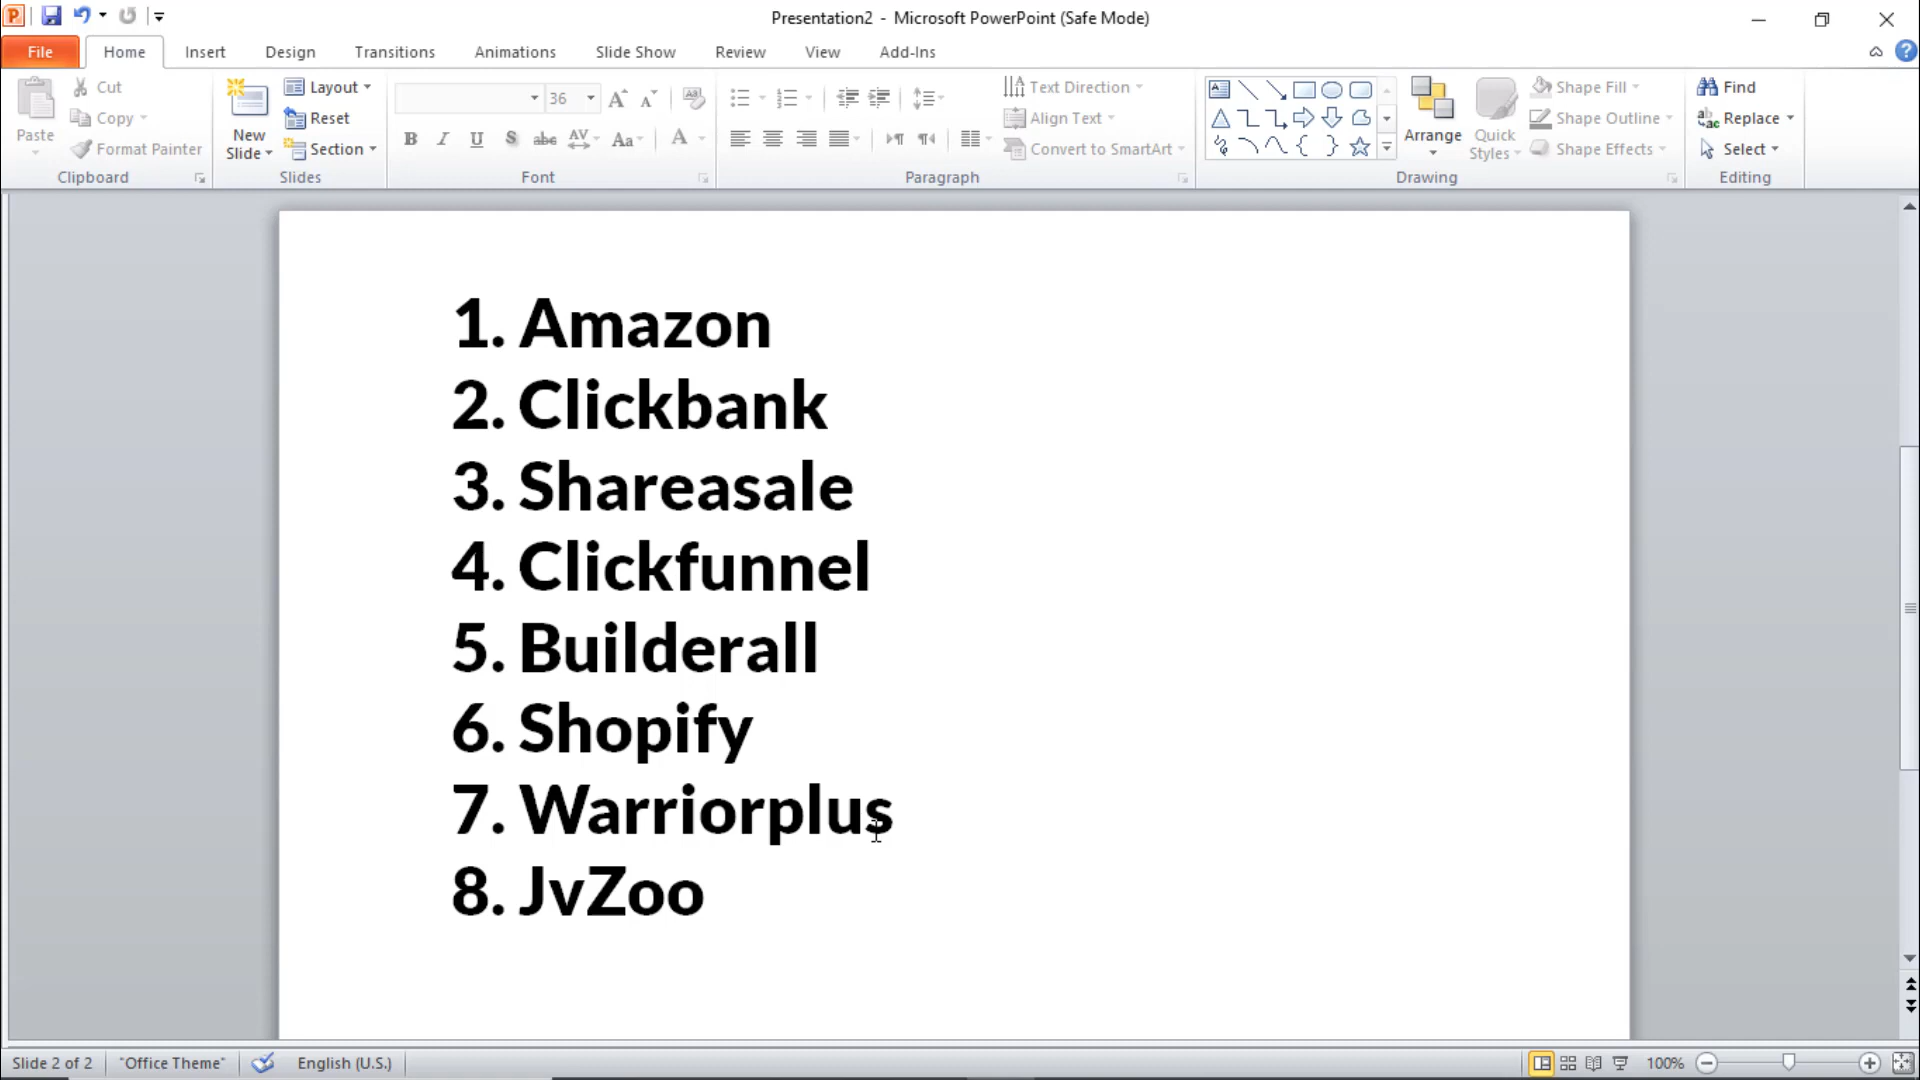 Presentation2 - Microsoft PowerPoint (Safe Mode)
File Home Insert Design Transitions Animations Slide Show Review View Add-Ins
Paste
Cut
Copy
Format Painter
Clipboard
New Slide
Layout
Reset
Section
Slides
36
Font
Text Direction
Align Text
Convert to SmartArt
Paragraph
Arrange
Quick Styles
Shape Fill
Shape Outline
Shape Effects
Drawing
Find
Replace
Select
Editing
1. Amazon
2. Clickbank
3. Shareasale
4. Clickfunnel
5. Builderall
6. Shopify
7. Warriorplus
8. JvZoo
Slide 2 of 2 "Office Theme" English (U.S.) 100%